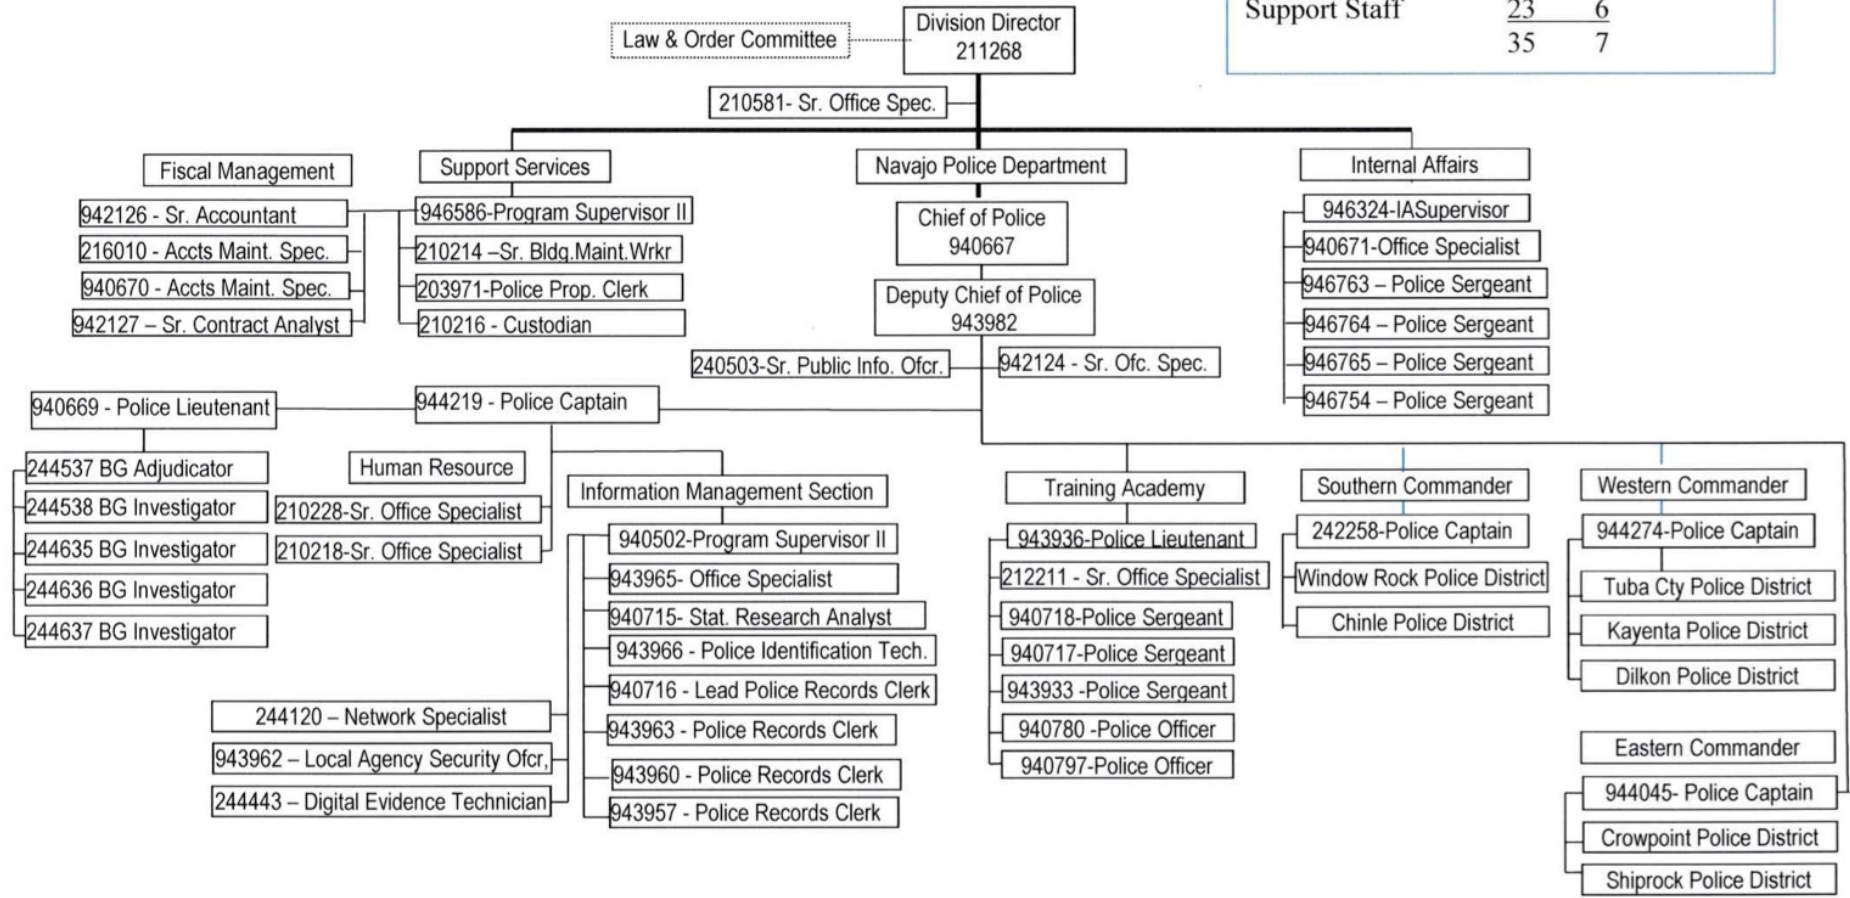 Support Staff 23 6
35 7
Law & Order Committee
Division Director
211268
210581- Sr. Office Spec.
Fiscal Management
942126 - Sr. Accountant
216010 - Accts Maint. Spec.
940670 - Accts Maint. Spec.
942127 – Sr. Contract Analyst
Support Services
946586-Program Supervisor II
210214 –Sr. Bldg.Maint.Wrkr
203971-Police Prop. Clerk
210216 - Custodian
Navajo Police Department
Chief of Police
940667
Deputy Chief of Police
943982
240503-Sr. Public Info. Ofcr.
942124 - Sr. Ofc. Spec.
Internal Affairs
946324-IASupervisor
940671-Office Specialist
946763 – Police Sergeant
946764 – Police Sergeant
946765 – Police Sergeant
946754 – Police Sergeant
940669 - Police Lieutenant
944219 - Police Captain
244537 BG Adjudicator
244538 BG Investigator
244635 BG Investigator
244636 BG Investigator
244637 BG Investigator
Human Resource
210228-Sr. Office Specialist
210218-Sr. Office Specialist
Information Management Section
940502-Program Supervisor II
943965- Office Specialist
940715- Stat. Research Analyst
943966 - Police Identification Tech.
940716 - Lead Police Records Clerk
943963 - Police Records Clerk
943960 - Police Records Clerk
943957 - Police Records Clerk
244120 – Network Specialist
943962 – Local Agency Security Ofcr,
244443 – Digital Evidence Technician
Training Academy
943936-Police Lieutenant
212211 - Sr. Office Specialist
940718-Police Sergeant
940717-Police Sergeant
943933 -Police Sergeant
940780 -Police Officer
940797-Police Officer
Southern Commander
242258-Police Captain
Window Rock Police District
Chinle Police District
Western Commander
944274-Police Captain
Tuba Cty Police District
Kayenta Police District
Dilkon Police District
Eastern Commander
944045- Police Captain
Crowpoint Police District
Shiprock Police District